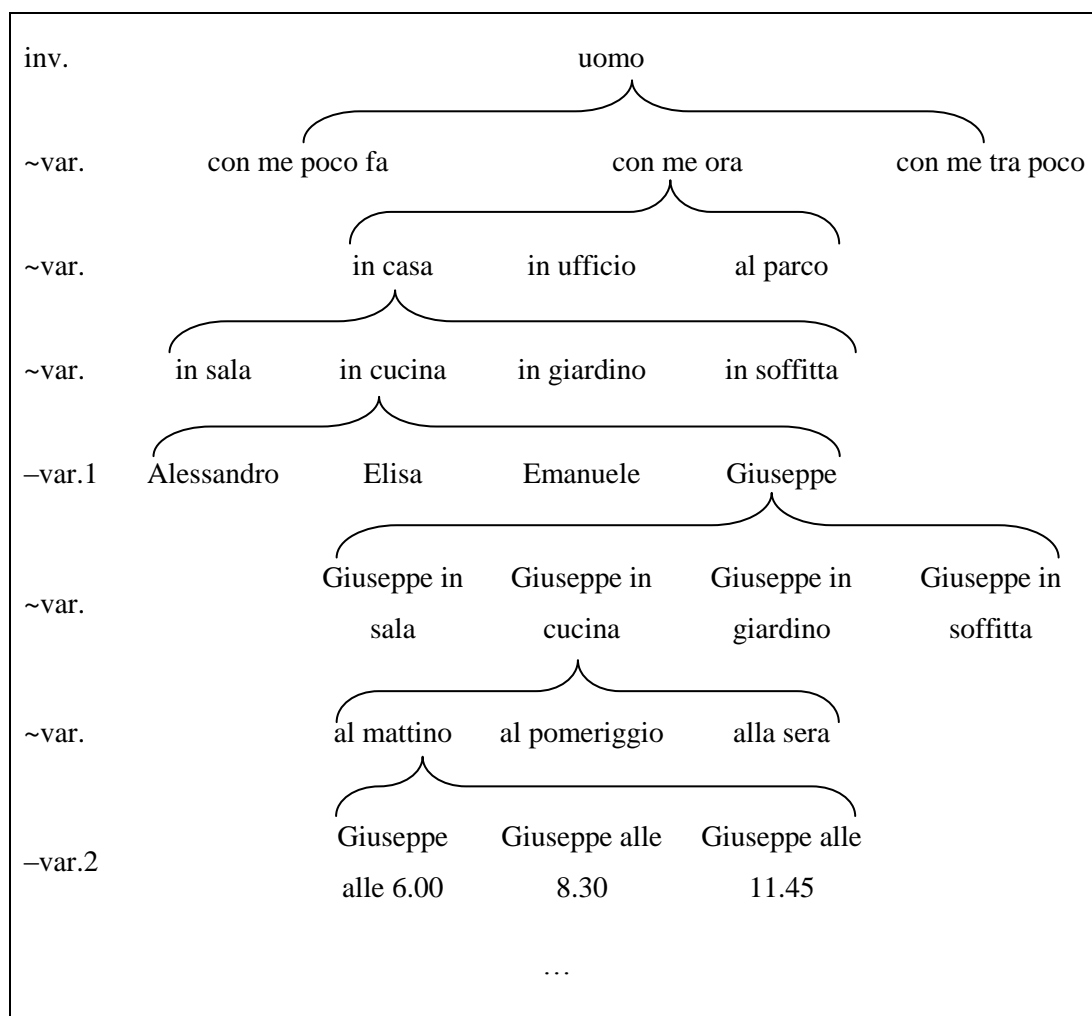 inv. uomo
~var. con me poco fa con me ora con me tra poco
~var. in casa in ufficio al parco
~var. in sala in cucina in giardino in soffitta
–var.1 Alessandro Elisa Emanuele Giuseppe
~var. Giuseppe in sala Giuseppe in cucina Giuseppe in giardino Giuseppe in soffitta
~var. al mattino al pomeriggio alla sera
–var.2 Giuseppe alle 6.00 Giuseppe alle 8.30 Giuseppe alle 11.45
…